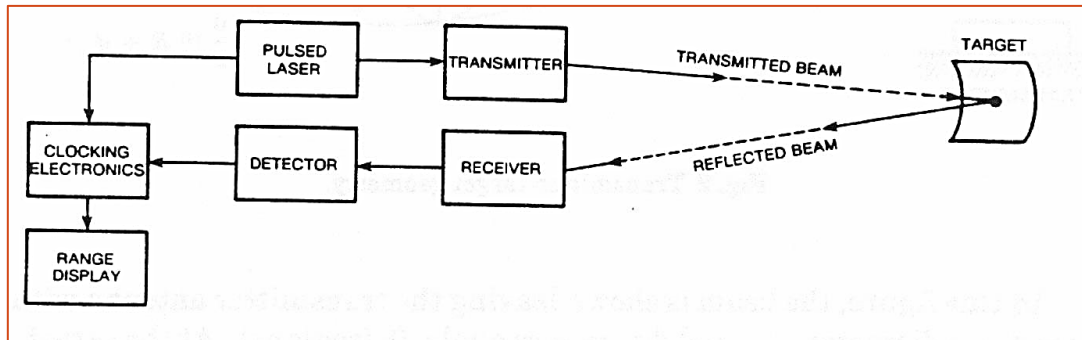 PULSED
LASER
TRANSMITTER
TRANSMITTED BEAM
TARGET
CLOCKING
ELECTRONICS
DETECTOR
RECEIVER
REFLECTED BEAM
RANGE
DISPLAY